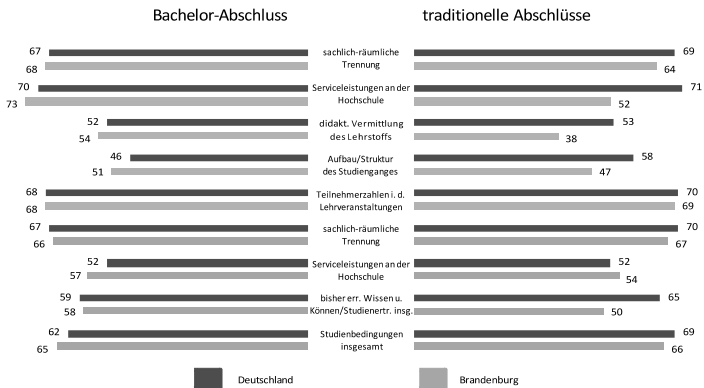 Bachelor-Abschluss traditionelle Abschlüsse
67 sachlich-räumliche 69
68 Trennung 64
70 Serviceleistungen an der 71
73 Hochschule 52
52 didakt. Vermittlung 53
54 des Lehrstoffs 38
46 Aufbau/Struktur 58
51 des Studienganges 47
68 Teilnehmerzahlen i. d. 70
68 Lehrveranstaltungen 69
67 sachlich-räumliche 70
66 Trennung 67
52 Serviceleistungen an der 52
57 Hochschule 54
59 bisher err. Wissen u. 65
58 Können/Studienertr. insg. 50
62 Studienbedingungen 69
65 insgesamt 66
Deutschland Brandenburg